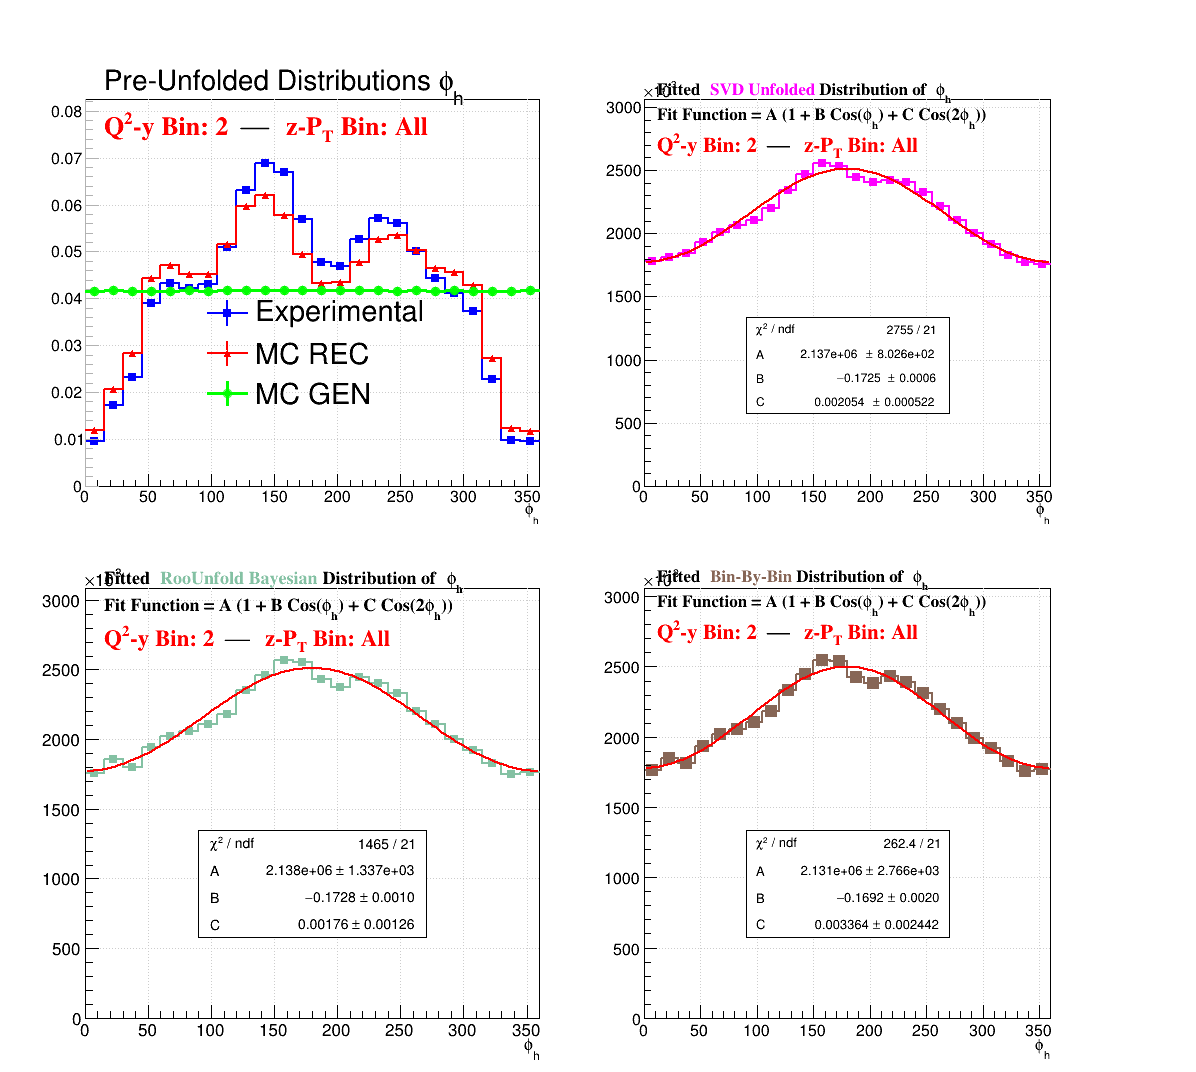 Pre-Unfolded Distributions ϕh
Q²-y Bin: 2 — z-PT Bin: All
0.08
0.07
0.06
0.05
0.04
0.03
0.02
0.01
0
Experimental
MC REC
MC GEN
0 50 100 150 200 250 300 350
ϕh
Fitted SVD Unfolded Distribution of ϕh
Fit Function = A (1 + B Cos(ϕh) + C Cos(2ϕh))
Q²-y Bin: 2 — z-PT Bin: All
3000
2500
2000
1500
1000
500
0
χ² / ndf 2755 / 21
A 2.137e+06 ± 8.026e+02
B −0.1725 ± 0.0006
C 0.002054 ± 0.000522
0 50 100 150 200 250 300 350
ϕh
Fitted RooUnfold Bayesian Distribution of ϕh
Fit Function = A (1 + B Cos(ϕh) + C Cos(2ϕh))
Q²-y Bin: 2 — z-PT Bin: All
3000
2500
2000
1500
1000
500
0
χ² / ndf 1465 / 21
A 2.138e+06 ± 1.337e+03
B −0.1728 ± 0.0010
C 0.00176 ± 0.00126
0 50 100 150 200 250 300 350
ϕh
Fitted Bin-By-Bin Distribution of ϕh
Fit Function = A (1 + B Cos(ϕh) + C Cos(2ϕh))
Q²-y Bin: 2 — z-PT Bin: All
3000
2500
2000
1500
1000
500
0
χ² / ndf 262.4 / 21
A 2.131e+06 ± 2.766e+03
B −0.1692 ± 0.0020
C 0.003364 ± 0.002442
0 50 100 150 200 250 300 350
ϕh